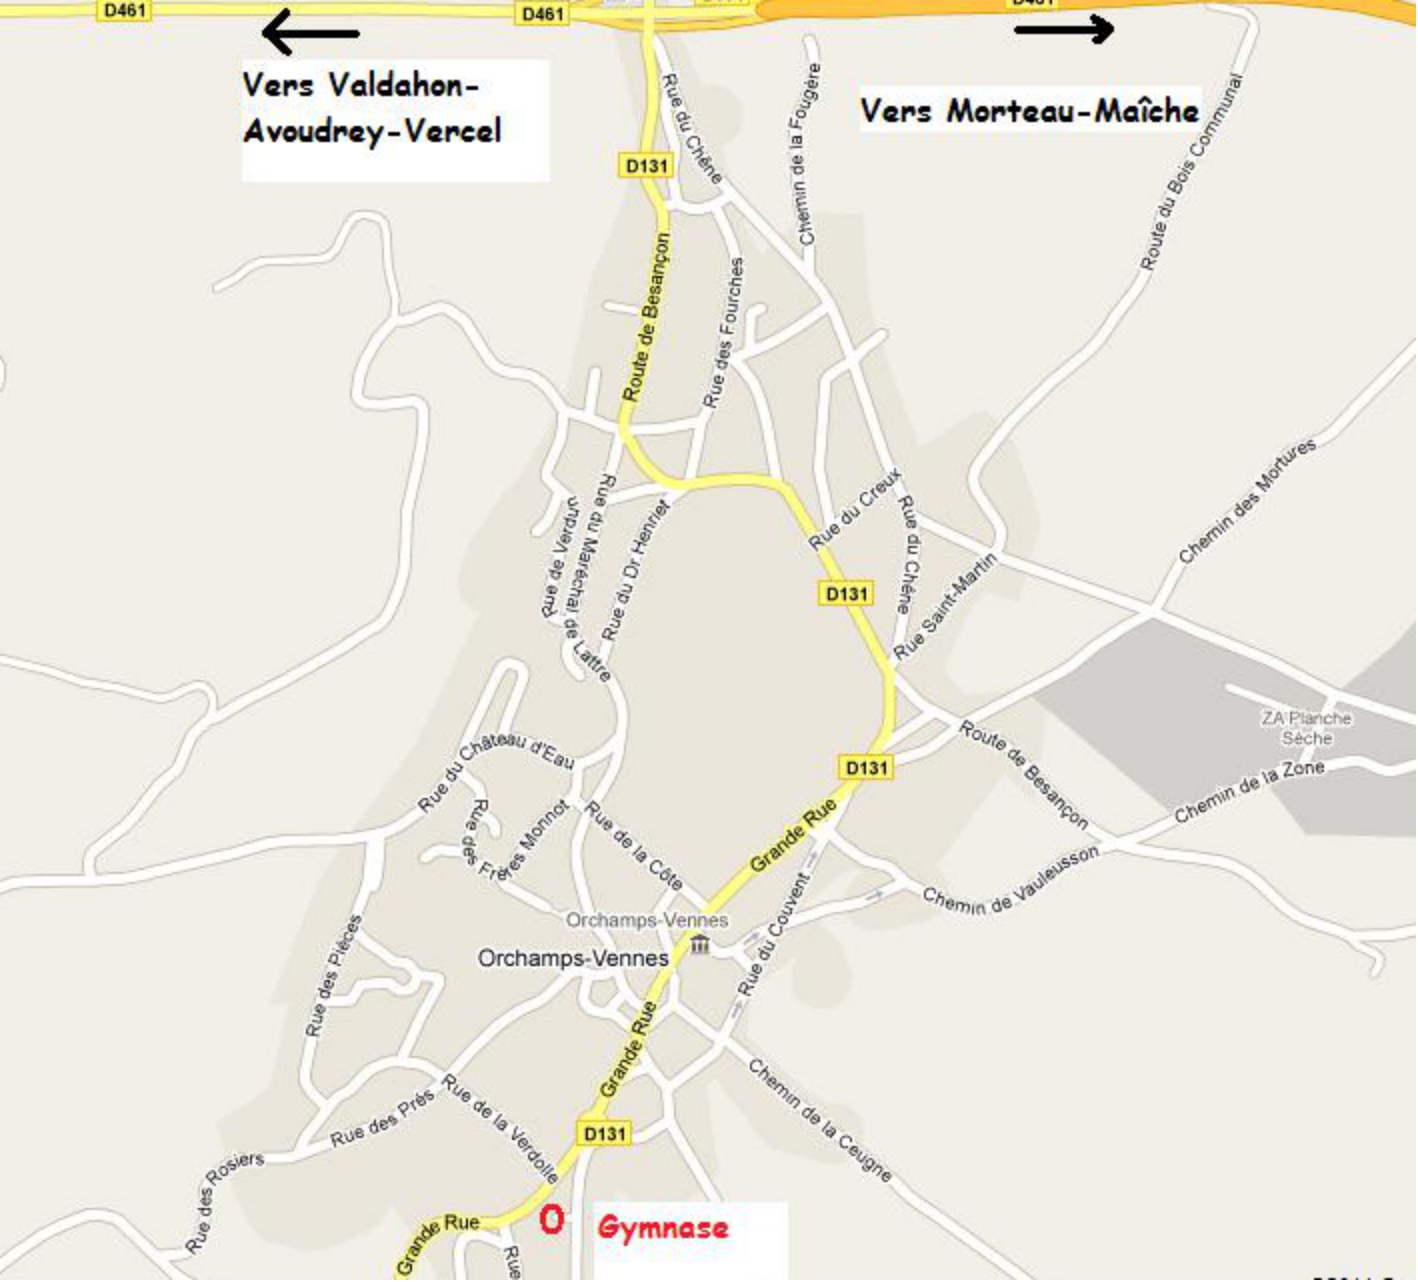 D461
D461
D461
Vers Valdahon-
Avoudrey-Vercel
Vers Morteau-Maîche
Rue du Chêne
Chemin de la Fougère
Route du Bois Communal
D131
Route de Besançon
Rue des Fourches
Chemin des Mortures
Rue du Creux
Rue du Chêne
Rue Saint-Martin
Rue de Verdun
Rue du Maréchal de Lattre
Rue du Dr Henriet
D131
ZA Planche
Sèche
Route de Besançon
Chemin de la Zone
Rue du Château d'Eau
D131
Grande Rue
Rue des Frères Monnot
Rue de la Côte
Chemin de Vauleusson
Rue du Couvent
Orchamps-Vennes
Orchamps-Vennes
Rue des Pièces
Grande Rue
Chemin de la Ceugne
Rue des Prés
Rue de la Verdolle
D131
Rue des Rosiers
Grande Rue
O
Gymnase
Rue